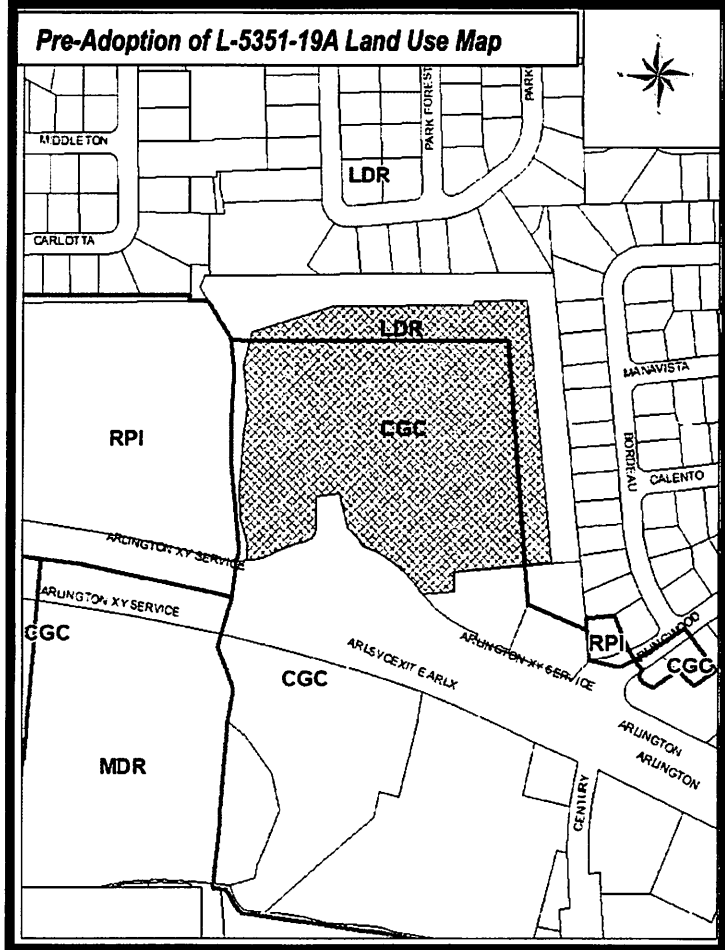 Pre-Adoption of L-5351-19A Land Use Map
PARK FOREST
PARK
MIDDLETON
LDR
CARLOTTA
LDR
MANAVISTA
CGC
RPI
BORDEAU
CALENTO
ARLINGTON XY SERVICE
ARLINGTON XY SERVICE
CGC
RPI
ARLINGWOOD
CGC
ARLSVCEXIT E ARLX
ARLINGTON XY SERVICE
CGC
ARLINGTON
ARLINGTON
MDR
CENTURY